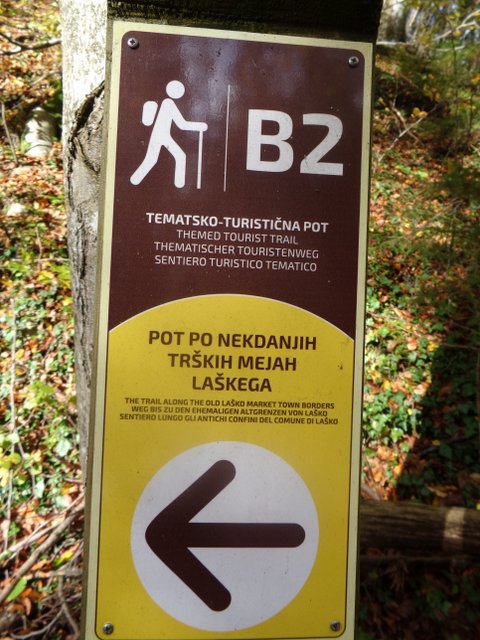 B2
TEMATSKO-TURISTIČNA POT
THEMED TOURIST TRAIL
THEMATISCHER TOURISTENWEG
SENTIERO TURISTICO TEMATICO
POT PO NEKDANJIH
TRŠKIH MEJAH
LAŠKEGA
THE TRAIL ALONG THE OLD LAŠKO MARKET TOWN BORDERS
WEG BIS ZU DEN EHEMALIGEN ALTGRENZEN VON LAŠKO
SENTIERO LUNGO GLI ANTICHI CONFINI DEL COMUNE DI LAŠKO